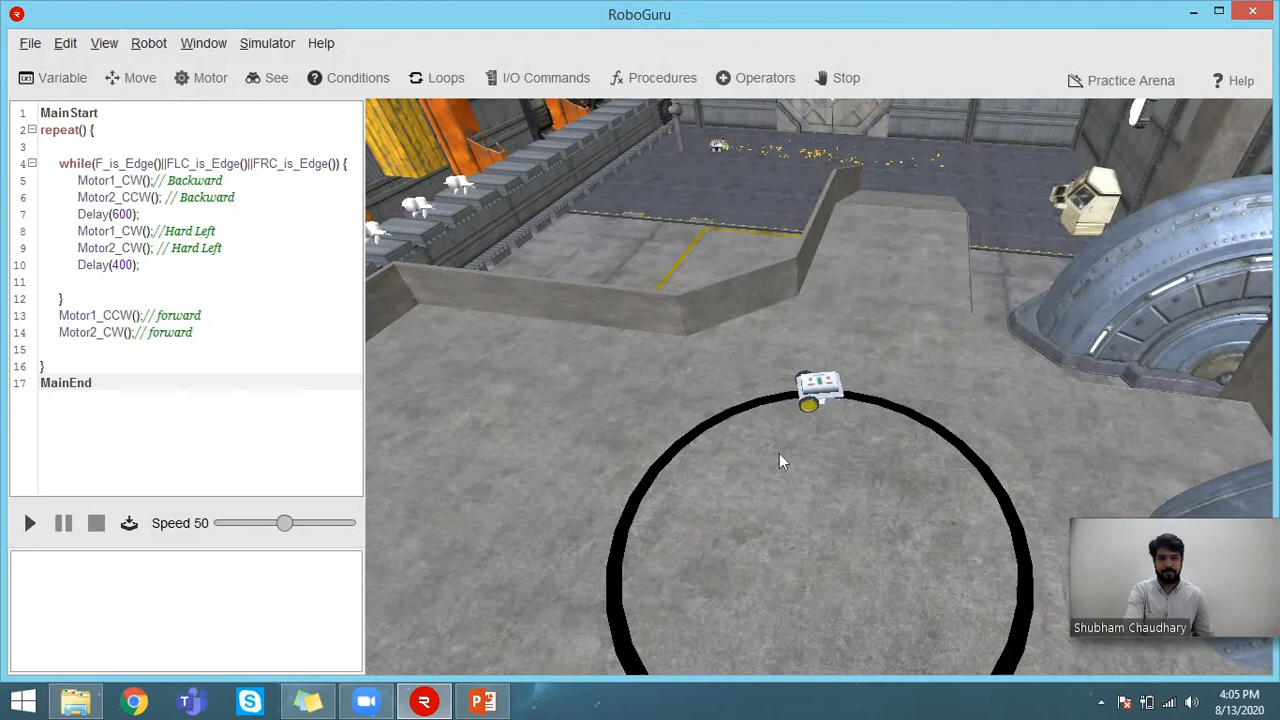 RoboGuru
File Edit View Robot Window Simulator Help
Variable Move Motor See Conditions Loops I/O Commands Procedures Operators Stop Practice Arena Help
1 MainStart
2 repeat() {
3
4 while(F_is_Edge()||FLC_is_Edge()||FRC_is_Edge()) {
5 Motor1_CW();// Backward
6 Motor2_CCW(); // Backward
7 Delay(600);
8 Motor1_CW();//Hard Left
9 Motor2_CW(); // Hard Left
10 Delay(400);
11
12 }
13 Motor1_CCW();// forward
14 Motor2_CW();// forward
15
16 }
17 MainEnd
Speed 50
Shubham Chaudhary
4:05 PM
8/13/2020